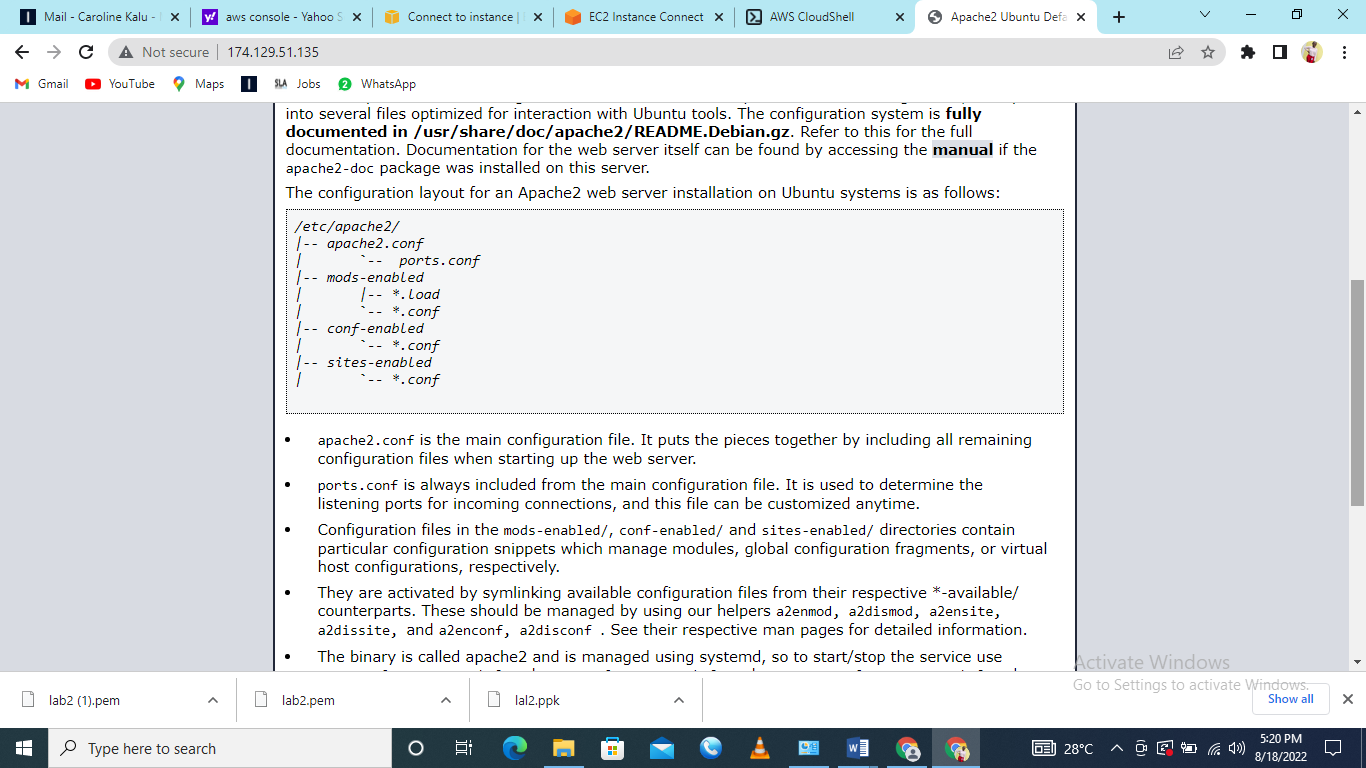 Mail - Caroline Kalu -
aws console - Yahoo S
Connect to instance |
EC2 Instance Connect
AWS CloudShell
Apache2 Ubuntu Defa
Not secure
174.129.51.135
Gmail
YouTube
Maps
SLA Jobs
2 WhatsApp
into several files optimized for interaction with Ubuntu tools. The configuration system is fully
documented in /usr/share/doc/apache2/README.Debian.gz. Refer to this for the full
documentation. Documentation for the web server itself can be found by accessing the manual if the
apache2-doc package was installed on this server.
The configuration layout for an Apache2 web server installation on Ubuntu systems is as follows:
/etc/apache2/
|-- apache2.conf
|       `--  ports.conf
|-- mods-enabled
|       |-- *.load
|       `-- *.conf
|-- conf-enabled
|       `-- *.conf
|-- sites-enabled
|       `-- *.conf
• apache2.conf is the main configuration file. It puts the pieces together by including all remaining
configuration files when starting up the web server.
• ports.conf is always included from the main configuration file. It is used to determine the
listening ports for incoming connections, and this file can be customized anytime.
• Configuration files in the mods-enabled/, conf-enabled/ and sites-enabled/ directories contain
particular configuration snippets which manage modules, global configuration fragments, or virtual
host configurations, respectively.
• They are activated by symlinking available configuration files from their respective *-available/
counterparts. These should be managed by using our helpers a2enmod, a2dismod, a2ensite,
a2dissite, and a2enconf, a2disconf . See their respective man pages for detailed information.
• The binary is called apache2 and is managed using systemd, so to start/stop the service use
Activate Windows
Go to Settings to activate Windows.
lab2 (1).pem
lab2.pem
lal2.ppk
Show all
Type here to search
28°C
5:20 PM
8/18/2022